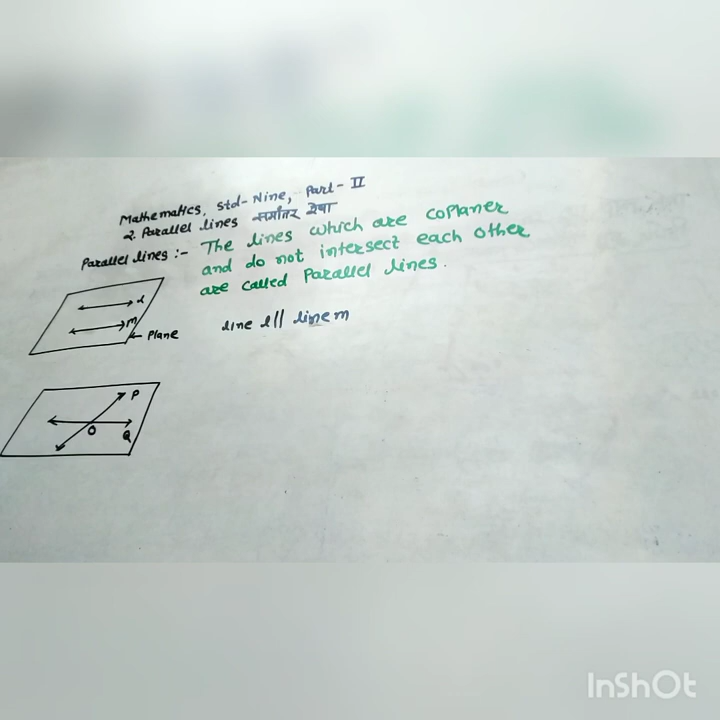 Mathematics, Std-Nine, Part-II
2. Parallel lines समांतर रेषा
Parallel lines :- The lines which are coplaner
and do not intersect each other
are called Parallel lines.
l
m
Plane
line l || line m
P
O
Q
InShOt